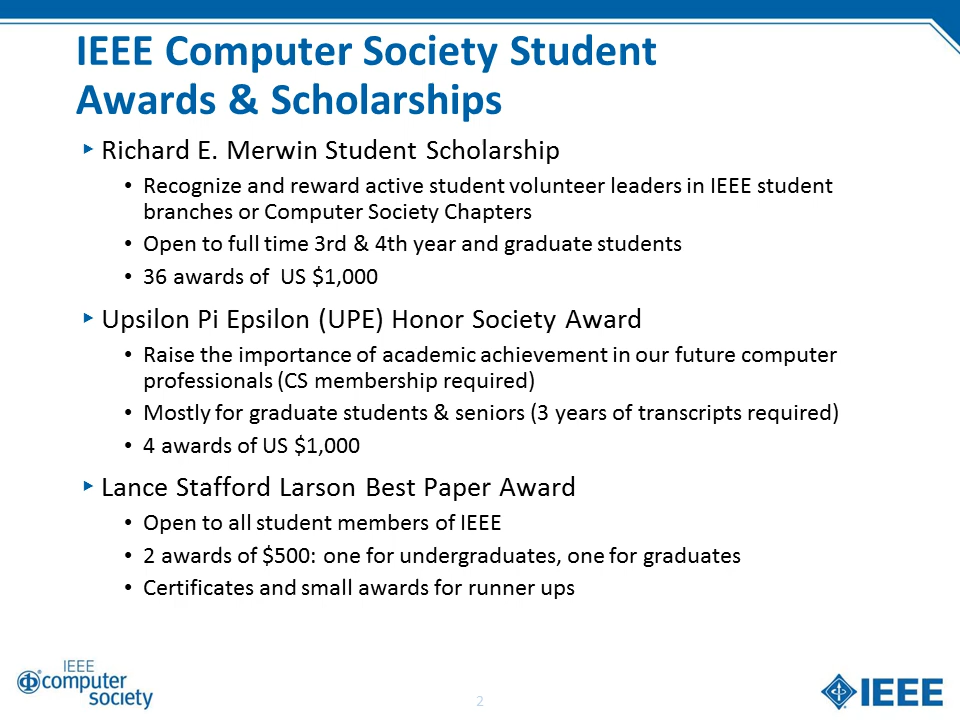 IEEE Computer Society Student
Awards & Scholarships
▸ Richard E. Merwin Student Scholarship
• Recognize and reward active student volunteer leaders in IEEE student
branches or Computer Society Chapters
• Open to full time 3rd & 4th year and graduate students
• 36 awards of  US $1,000
▸ Upsilon Pi Epsilon (UPE) Honor Society Award
• Raise the importance of academic achievement in our future computer
professionals (CS membership required)
• Mostly for graduate students & seniors (3 years of transcripts required)
• 4 awards of US $1,000
▸ Lance Stafford Larson Best Paper Award
• Open to all student members of IEEE
• 2 awards of $500: one for undergraduates, one for graduates
• Certificates and small awards for runner ups
IEEE
computer
society
2
IEEE